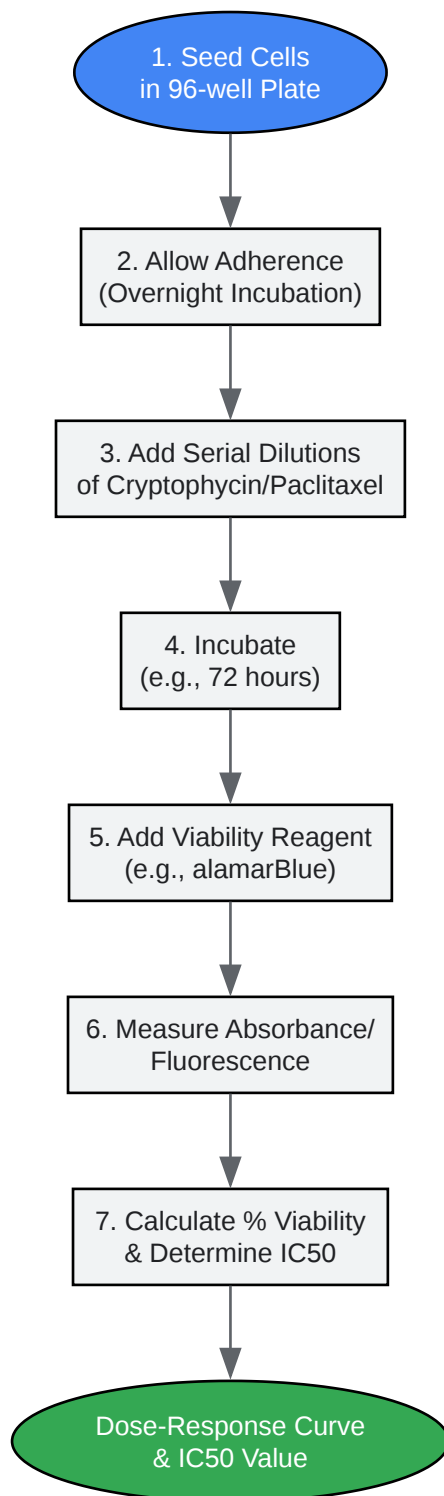 1. Seed Cells
in 96-well Plate
2. Allow Adherence
(Overnight Incubation)
3. Add Serial Dilutions
of Cryptophycin/Paclitaxel
4. Incubate
(e.g., 72 hours)
5. Add Viability Reagent
(e.g., alamarBlue)
6. Measure Absorbance/
Fluorescence
7. Calculate % Viability
& Determine IC50
Dose-Response Curve
& IC50 Value